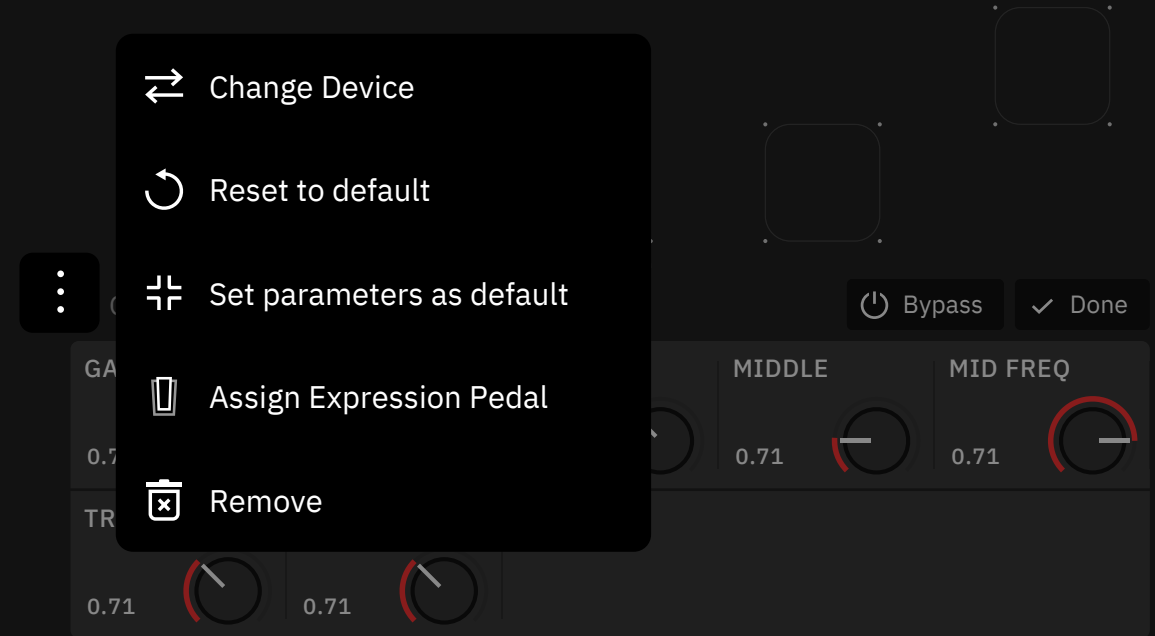 Change Device
Reset to default
Set parameters as default
Assign Expression Pedal
Remove
Bypass
Done
MIDDLE
MID FREQ
0.71
0.71
0.71
0.71